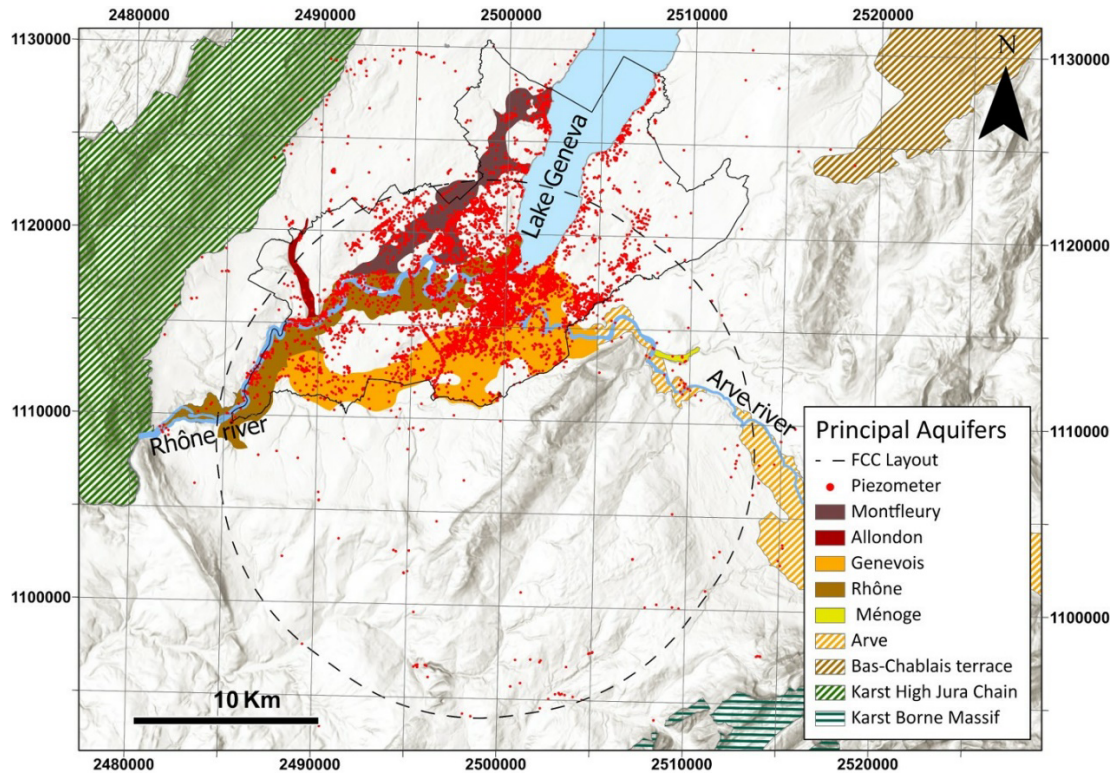 2480000 2490000 2500000 2510000 2520000
1130000 1130000
N
Lake Geneva
1120000 1120000
1110000 1110000
Rhône river
Arve river
Principal Aquifers
FCC Layout
Piezometer
Montfleury
Allondon
Genevois
Rhône
Ménoge
Arve
Bas-Chablais terrace
Karst High Jura Chain
Karst Borne Massif
1100000 1100000
10 Km
2480000 2490000 2500000 2510000 2520000